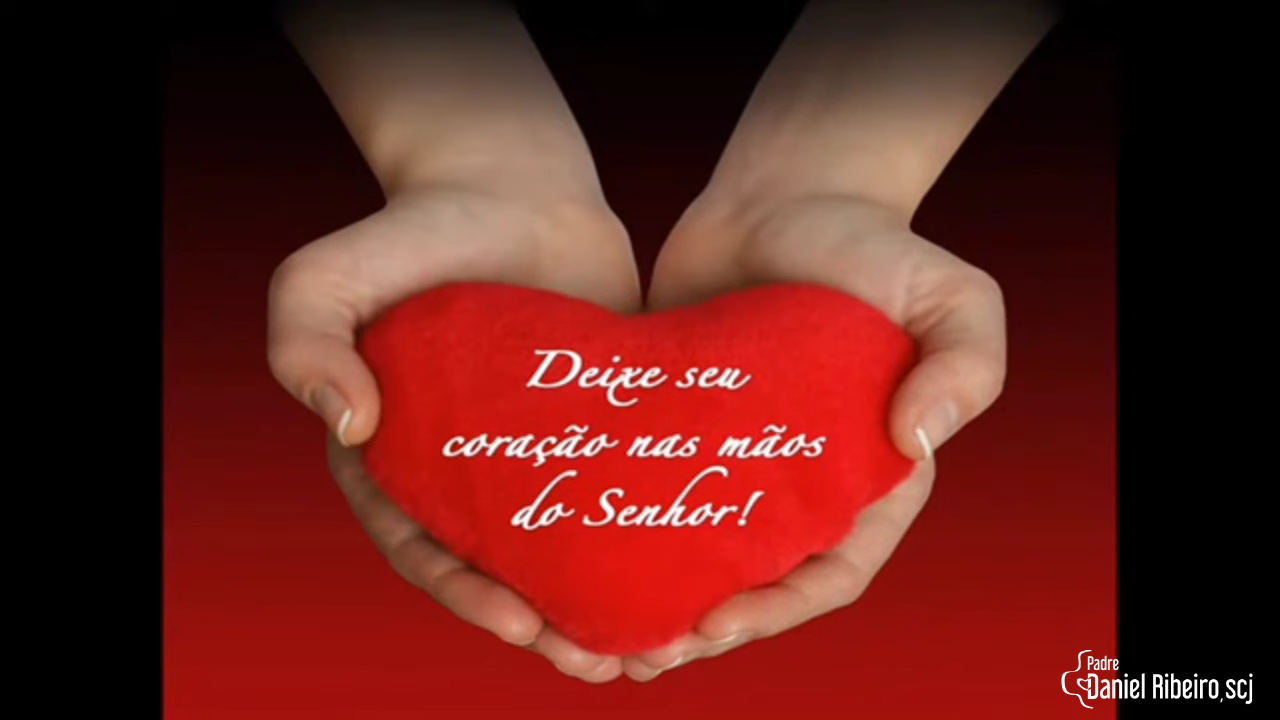 Deixe seu
coração nas mãos
do Senhor!
Padre
Daniel Ribeiro, scj